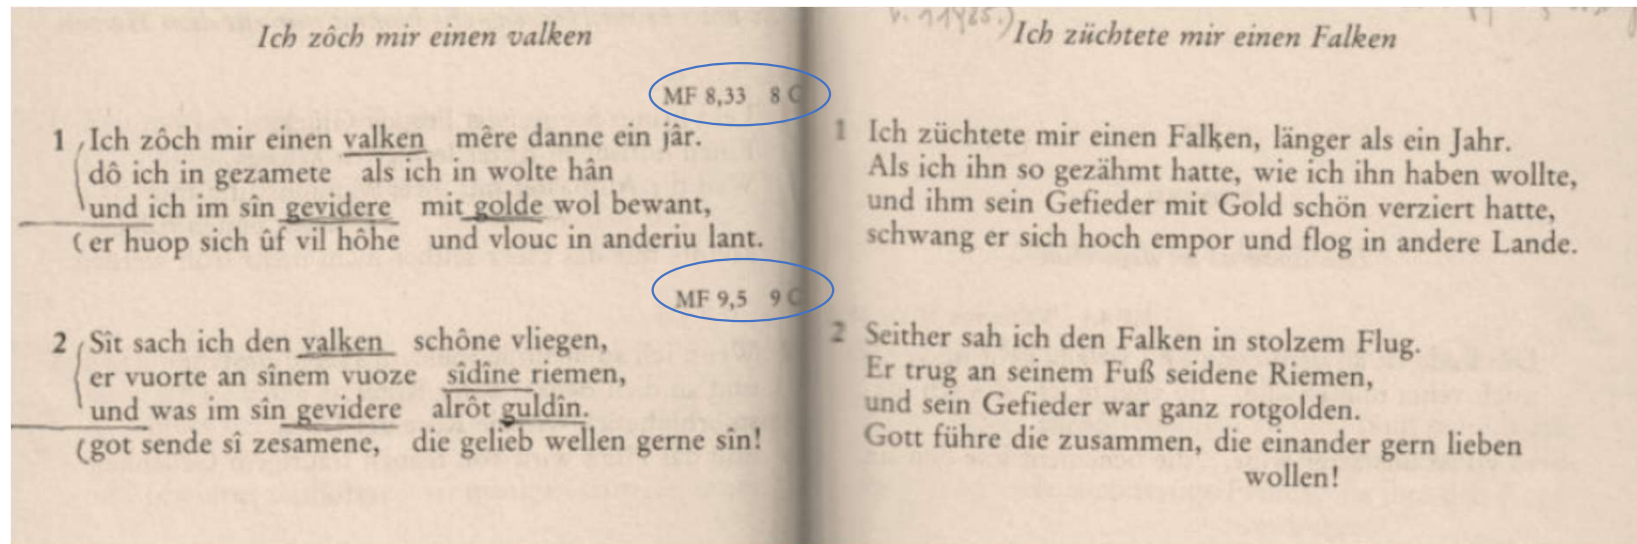 Ich zôch mir einen valken
MF 8,33 8 C
1 Ich zôch mir einen valken mêre danne ein jâr.
dô ich in gezamete als ich in wolte hân
und ich im sîn gevidere mit golde wol bewant,
er huop sich ûf vil hôhe und vlouc in anderiu lant.
MF 9,5 9 C
2 Sît sach ich den valken schône vliegen,
er vuorte an sînem vuoze sîdîne riemen,
und was im sîn gevidere alrôt guldîn.
got sende sî zesamene, die gelieb wellen gerne sîn!
v. 11925.)
Ich züchtete mir einen Falken
1 Ich züchtete mir einen Falken, länger als ein Jahr.
Als ich ihn so gezähmt hatte, wie ich ihn haben wollte,
und ihm sein Gefieder mit Gold schön verziert hatte,
schwang er sich hoch empor und flog in andere Lande.
2 Seither sah ich den Falken in stolzem Flug.
Er trug an seinem Fuß seidene Riemen,
und sein Gefieder war ganz rotgolden.
Gott führe die zusammen, die einander gern lieben
wollen!